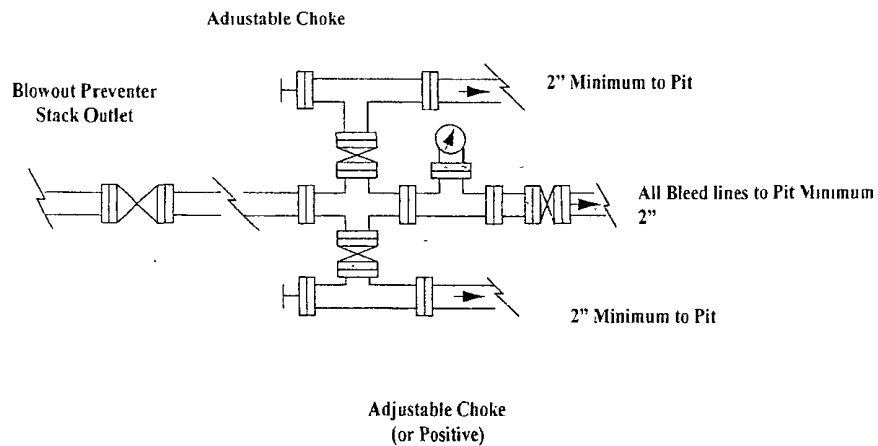 Adjustable Choke
Blowout Preventer
Stack Outlet
2" Minimum to Pit
All Bleed lines to Pit Minimum
2"
2" Minimum to Pit
Adjustable Choke
(or Positive)